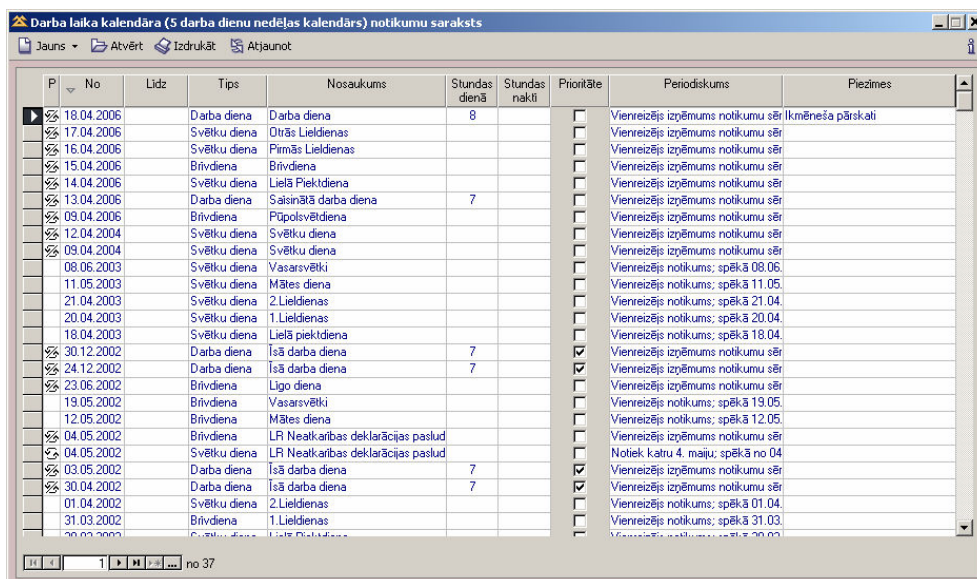 Darba laika kalendāra (5 darba dienu nedēļas kalendārs) notikumu saraksts
Jauns Atvērt Izdrukāt Atjaunot
P No Līdz Tips Nosaukums Stundas dienā Stundas naktī Prioritāte Periodiskums Piezīmes
18.04.2006 Darba diena Darba diena 8 Vienreizējs izņēmums notikumu sēr Ikmēneša pārskati
17.04.2006 Svētku diena Otrās Lieldienas Vienreizējs izņēmums notikumu sēr
16.04.2006 Svētku diena Pirmās Lieldienas Vienreizējs izņēmums notikumu sēr
15.04.2006 Brīvdiena Brīvdiena Vienreizējs izņēmums notikumu sēr
14.04.2006 Svētku diena Lielā Piektdiena Vienreizējs izņēmums notikumu sēr
13.04.2006 Darba diena Saīsinātā darba diena 7 Vienreizējs izņēmums notikumu sēr
09.04.2006 Brīvdiena Pūpolsvētdiena Vienreizējs izņēmums notikumu sēr
12.04.2004 Svētku diena Svētku diena Vienreizējs izņēmums notikumu sēr
09.04.2004 Svētku diena Svētku diena Vienreizējs izņēmums notikumu sēr
08.06.2003 Svētku diena Vasarsvētki Vienreizējs notikums; spēkā 08.06.
11.05.2003 Svētku diena Mātes diena Vienreizējs notikums; spēkā 11.05.
21.04.2003 Svētku diena 2.Lieldienas Vienreizējs notikums; spēkā 21.04.
20.04.2003 Svētku diena 1.Lieldienas Vienreizējs notikums; spēkā 20.04.
18.04.2003 Svētku diena Lielā piektdiena Vienreizējs notikums; spēkā 18.04.
30.12.2002 Darba diena Īsā darba diena 7 Vienreizējs izņēmums notikumu sēr
24.12.2002 Darba diena Īsā darba diena 7 Vienreizējs izņēmums notikumu sēr
23.06.2002 Brīvdiena Līgo diena Vienreizējs izņēmums notikumu sēr
19.05.2002 Brīvdiena Vasarsvētki Vienreizējs notikums; spēkā 19.05.
12.05.2002 Brīvdiena Mātes diena Vienreizējs notikums; spēkā 12.05.
04.05.2002 Brīvdiena LR Neatkarības deklarācijas paslud Vienreizējs izņēmums notikumu sēr
04.05.2002 Svētku diena LR Neatkarības deklarācijas paslud Notiek katru 4. maiju; spēkā no 04
03.05.2002 Darba diena Īsā darba diena 7 Vienreizējs izņēmums notikumu sēr
30.04.2002 Darba diena Īsā darba diena 7 Vienreizējs izņēmums notikumu sēr
01.04.2002 Svētku diena 2.Lieldienas Vienreizējs notikums; spēkā 01.04.
31.03.2002 Brīvdiena 1.Lieldienas Vienreizējs notikums; spēkā 31.03.
1 no 37